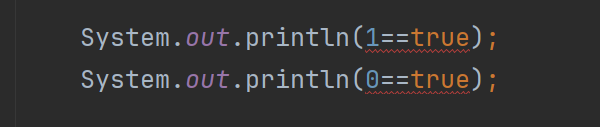 System.out.println(1==true);
System.out.println(0==true);